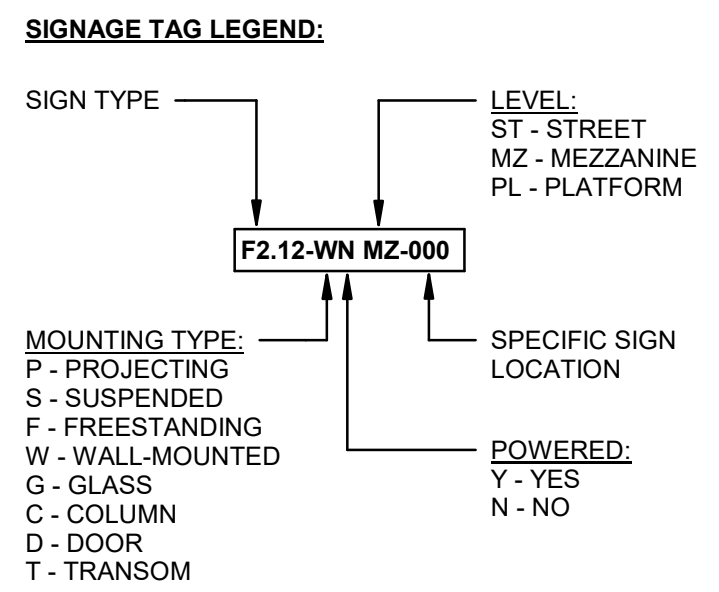 SIGNAGE TAG LEGEND:
SIGN TYPE
LEVEL:
ST - STREET
MZ - MEZZANINE
PL - PLATFORM
F2.12-WN MZ-000
MOUNTING TYPE:
P - PROJECTING
S - SUSPENDED
F - FREESTANDING
W - WALL-MOUNTED
G - GLASS
C - COLUMN
D - DOOR
T - TRANSOM
SPECIFIC SIGN
LOCATION
POWERED:
Y - YES
N - NO